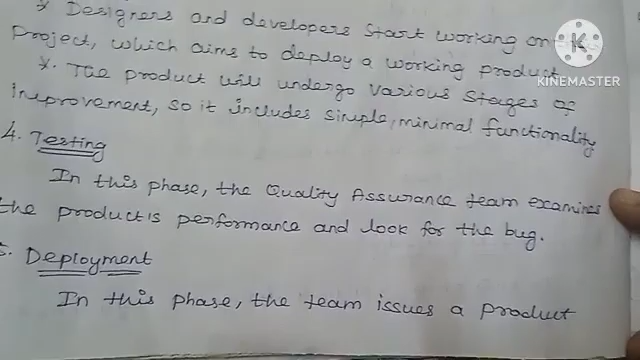 * Designers and developers start working on
project, which aims to deploy a working product
* The product will undergo various stages of
improvement, so it includes simple, minimal functionality
4. Testing
In this phase, the Quality Assurance team examines
the product's performance and look for the bug.
5. Deployment
In this phase, the team issues a product
K
KINEMASTER